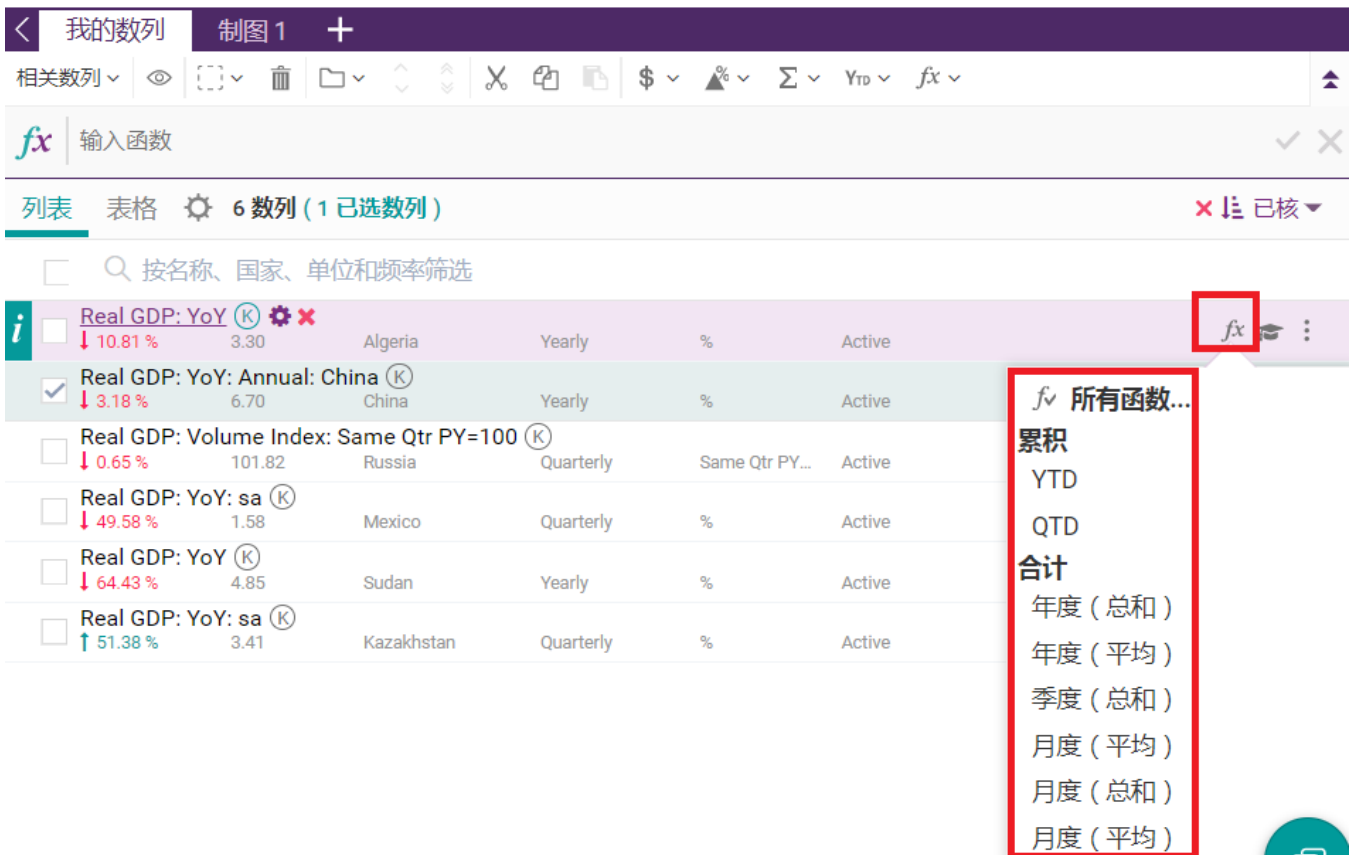 我的数列 制图 1
相关数列 $ % Σ YTD fx
fx 输入函数
列表 表格 6 数列 ( 1 已选数列 ) 已核
按名称、国家、单位和频率筛选
i Real GDP: YoY K fx
10.81 % 3.30 Algeria Yearly % Active
Real GDP: YoY: Annual: China K
3.18 % 6.70 China Yearly % Active
Real GDP: Volume Index: Same Qtr PY=100 K
0.65 % 101.82 Russia Quarterly Same Qtr PY... Active
Real GDP: YoY: sa K
49.58 % 1.58 Mexico Quarterly % Active
Real GDP: YoY K
64.43 % 4.85 Sudan Yearly % Active
Real GDP: YoY: sa K
51.38 % 3.41 Kazakhstan Quarterly % Active
所有函数...
累积
YTD
QTD
合计
年度 ( 总和 )
年度 ( 平均 )
季度 ( 总和 )
月度 ( 平均 )
月度 ( 总和 )
月度 ( 平均 )